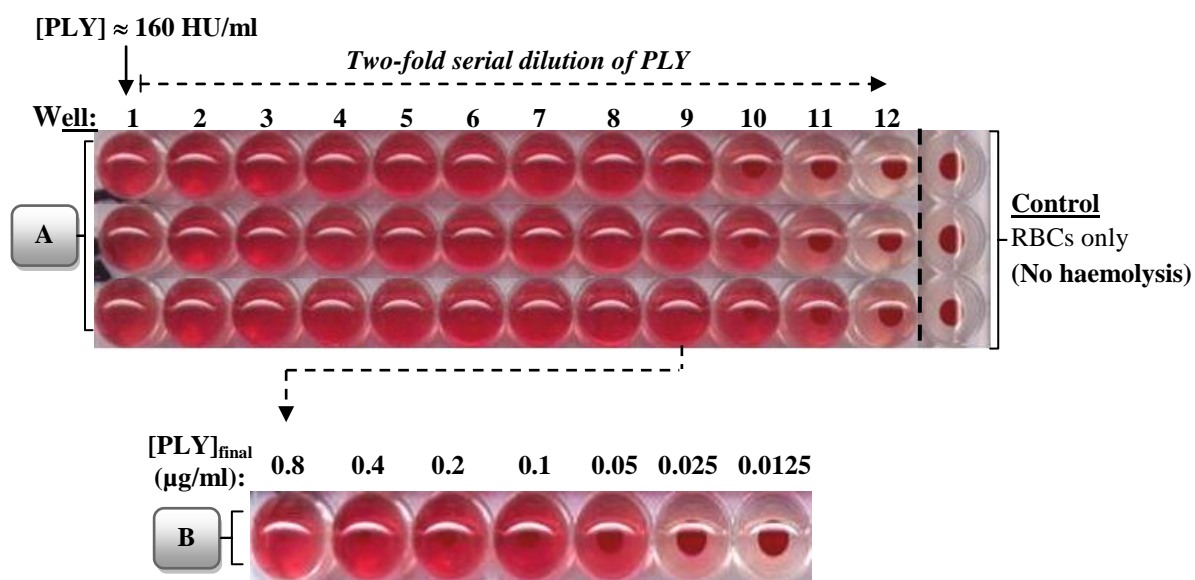 [PLY] ≈ 160 HU/ml
Two-fold serial dilution of PLY
Well: 1 2 3 4 5 6 7 8 9 10 11 12
A
Control
RBCs only
(No haemolysis)
[PLY]final
(µg/ml): 0.8 0.4 0.2 0.1 0.05 0.025 0.0125
B